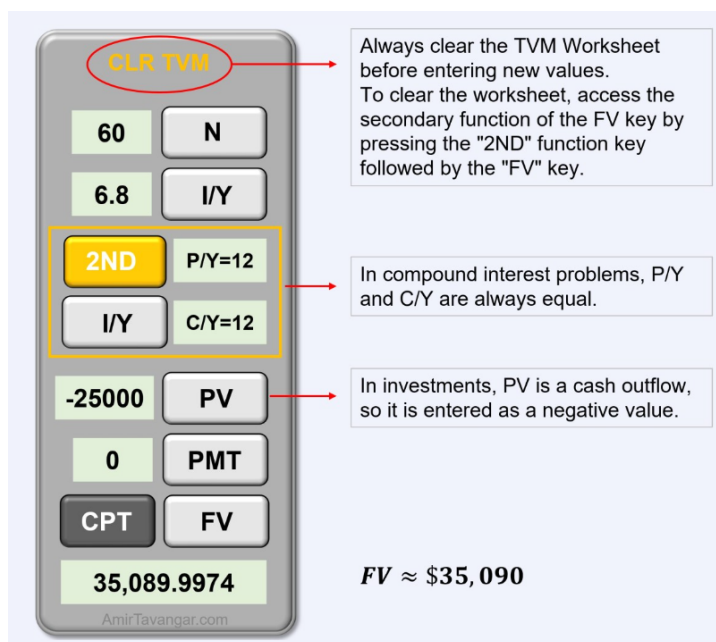 CLR TVM
60 N
6.8 I/Y
2ND P/Y=12
I/Y C/Y=12
-25000 PV
0 PMT
CPT FV
35,089.9974
AmirTavangar.com
Always clear the TVM Worksheet
before entering new values.
To clear the worksheet, access the
secondary function of the FV key by
pressing the "2ND" function key
followed by the "FV" key.
In compound interest problems, P/Y
and C/Y are always equal.
In investments, PV is a cash outflow,
so it is entered as a negative value.
FV ≈ $35,090